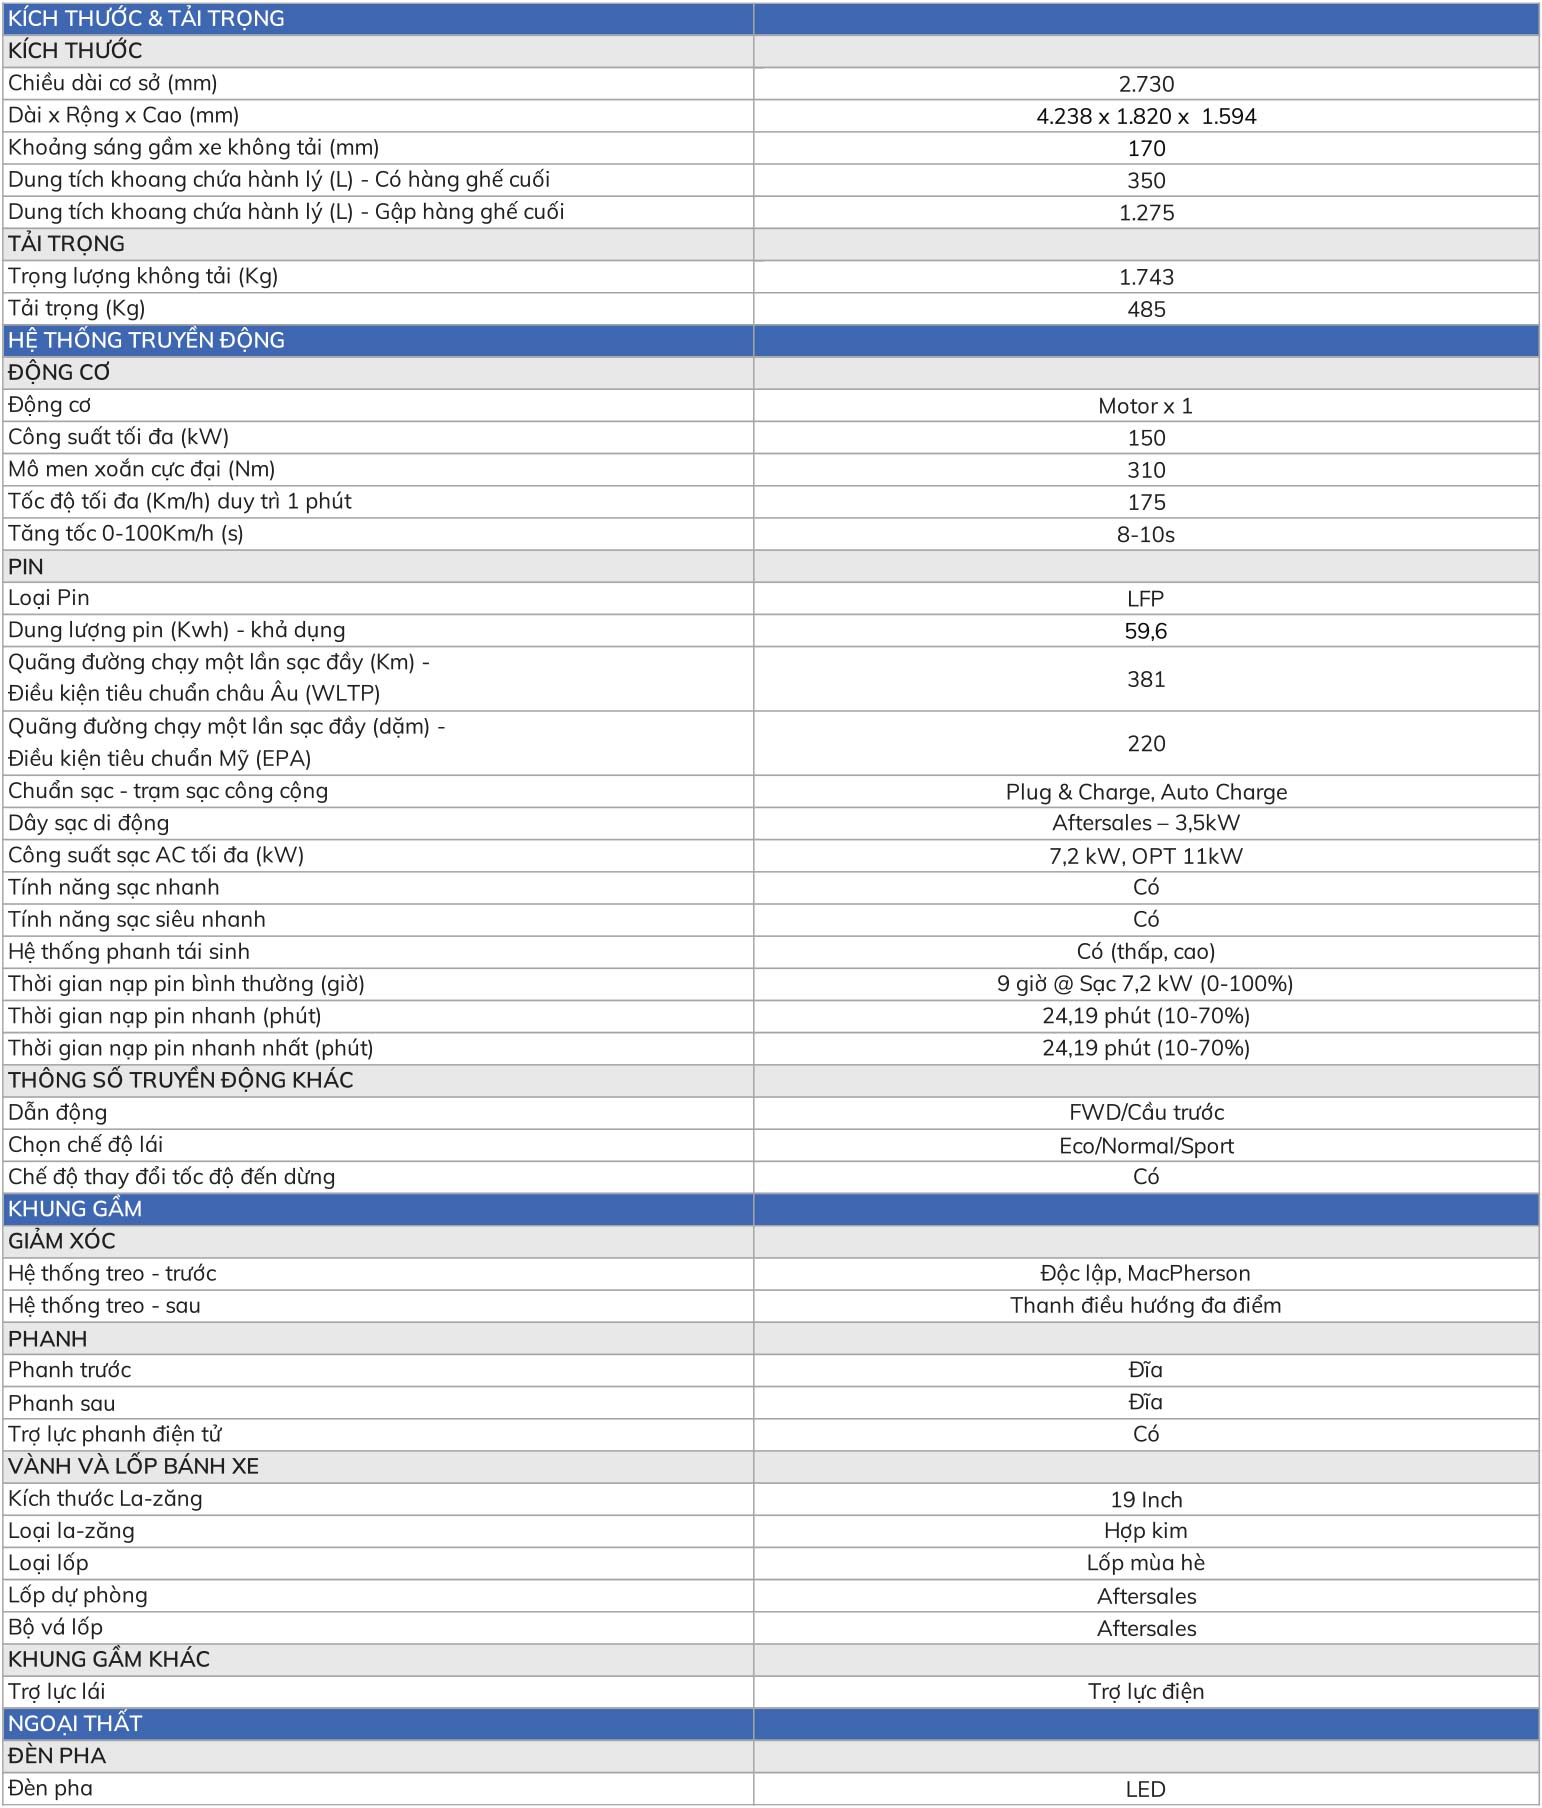 KÍCH THƯỚC & TẢI TRỌNG
KÍCH THƯỚC
Chiều dài cơ sở (mm) 2.730
Dài x Rộng x Cao (mm) 4.238 x 1.820 x 1.594
Khoảng sáng gầm xe không tải (mm) 170
Dung tích khoang chứa hành lý (L) - Có hàng ghế cuối 350
Dung tích khoang chứa hành lý (L) - Gập hàng ghế cuối 1.275
TẢI TRỌNG
Trọng lượng không tải (Kg) 1.743
Tải trọng (Kg) 485
HỆ THỐNG TRUYỀN ĐỘNG
ĐỘNG CƠ
Động cơ Motor x 1
Công suất tối đa (kW) 150
Mô men xoắn cực đại (Nm) 310
Tốc độ tối đa (Km/h) duy trì 1 phút 175
Tăng tốc 0-100Km/h (s) 8-10s
PIN
Loại Pin LFP
Dung lượng pin (Kwh) - khả dụng 59,6
Quãng đường chạy một lần sạc đầy (Km) -
Điều kiện tiêu chuẩn châu Âu (WLTP) 381
Quãng đường chạy một lần sạc đầy (dặm) -
Điều kiện tiêu chuẩn Mỹ (EPA) 220
Chuẩn sạc - trạm sạc công cộng Plug & Charge, Auto Charge
Dây sạc di động Aftersales – 3,5kW
Công suất sạc AC tối đa (kW) 7,2 kW, OPT 11kW
Tính năng sạc nhanh Có
Tính năng sạc siêu nhanh Có
Hệ thống phanh tái sinh Có (thấp, cao)
Thời gian nạp pin bình thường (giờ) 9 giờ @ Sạc 7,2 kW (0-100%)
Thời gian nạp pin nhanh (phút) 24,19 phút (10-70%)
Thời gian nạp pin nhanh nhất (phút) 24,19 phút (10-70%)
THÔNG SỐ TRUYỀN ĐỘNG KHÁC
Dẫn động FWD/Cầu trước
Chọn chế độ lái Eco/Normal/Sport
Chế độ thay đổi tốc độ đến dừng Có
KHUNG GẦM
GIẢM XÓC
Hệ thống treo - trước Độc lập, MacPherson
Hệ thống treo - sau Thanh điều hướng đa điểm
PHANH
Phanh trước Đĩa
Phanh sau Đĩa
Trợ lực phanh điện tử Có
VÀNH VÀ LỐP BÁNH XE
Kích thước La-zăng 19 Inch
Loại la-zăng Hợp kim
Loại lốp Lốp mùa hè
Lốp dự phòng Aftersales
Bộ vá lốp Aftersales
KHUNG GẦM KHÁC
Trợ lực lái Trợ lực điện
NGOẠI THẤT
ĐÈN PHA
Đèn pha LED